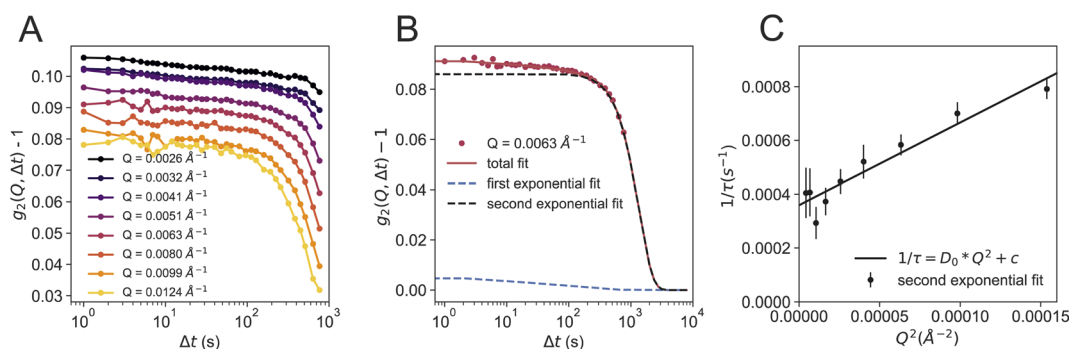 A
g₂(Q, Δt) - 1
0.10
0.09
0.08
0.07
0.06
0.05
0.04
0.03
Q = 0.0026 Å⁻¹
Q = 0.0032 Å⁻¹
Q = 0.0041 Å⁻¹
Q = 0.0051 Å⁻¹
Q = 0.0063 Å⁻¹
Q = 0.0080 Å⁻¹
Q = 0.0099 Å⁻¹
Q = 0.0124 Å⁻¹
10⁰ 10¹ 10² 10³
Δt (s)
B
g₂(Q, Δt) − 1
0.08
0.06
0.04
0.02
0.00
Q = 0.0063 Å⁻¹
total fit
first exponential fit
second exponential fit
10⁰ 10¹ 10² 10³ 10⁴
Δt (s)
C
1/τ(s⁻¹)
0.0008
0.0006
0.0004
0.0002
0.0000
1/τ = D₀ * Q² + c
second exponential fit
0.00000 0.00005 0.00010 0.00015
Q²(Å⁻²)